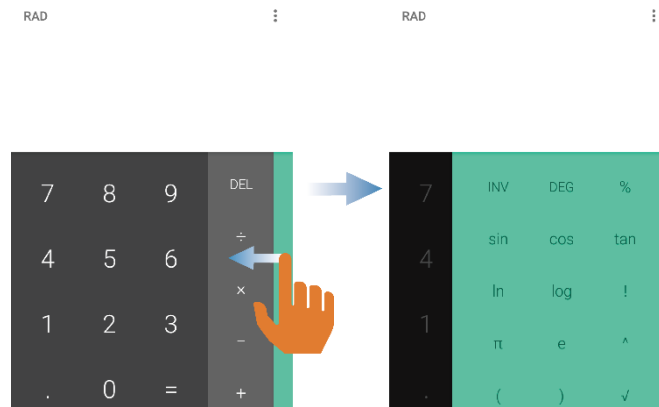 RAD
DEL
7 8 9
÷
4 5 6
×
1 2 3
−
. 0 =
+
RAD
7 INV DEG %
sin cos tan
4
ln log !
1
π e ^
. ( ) √